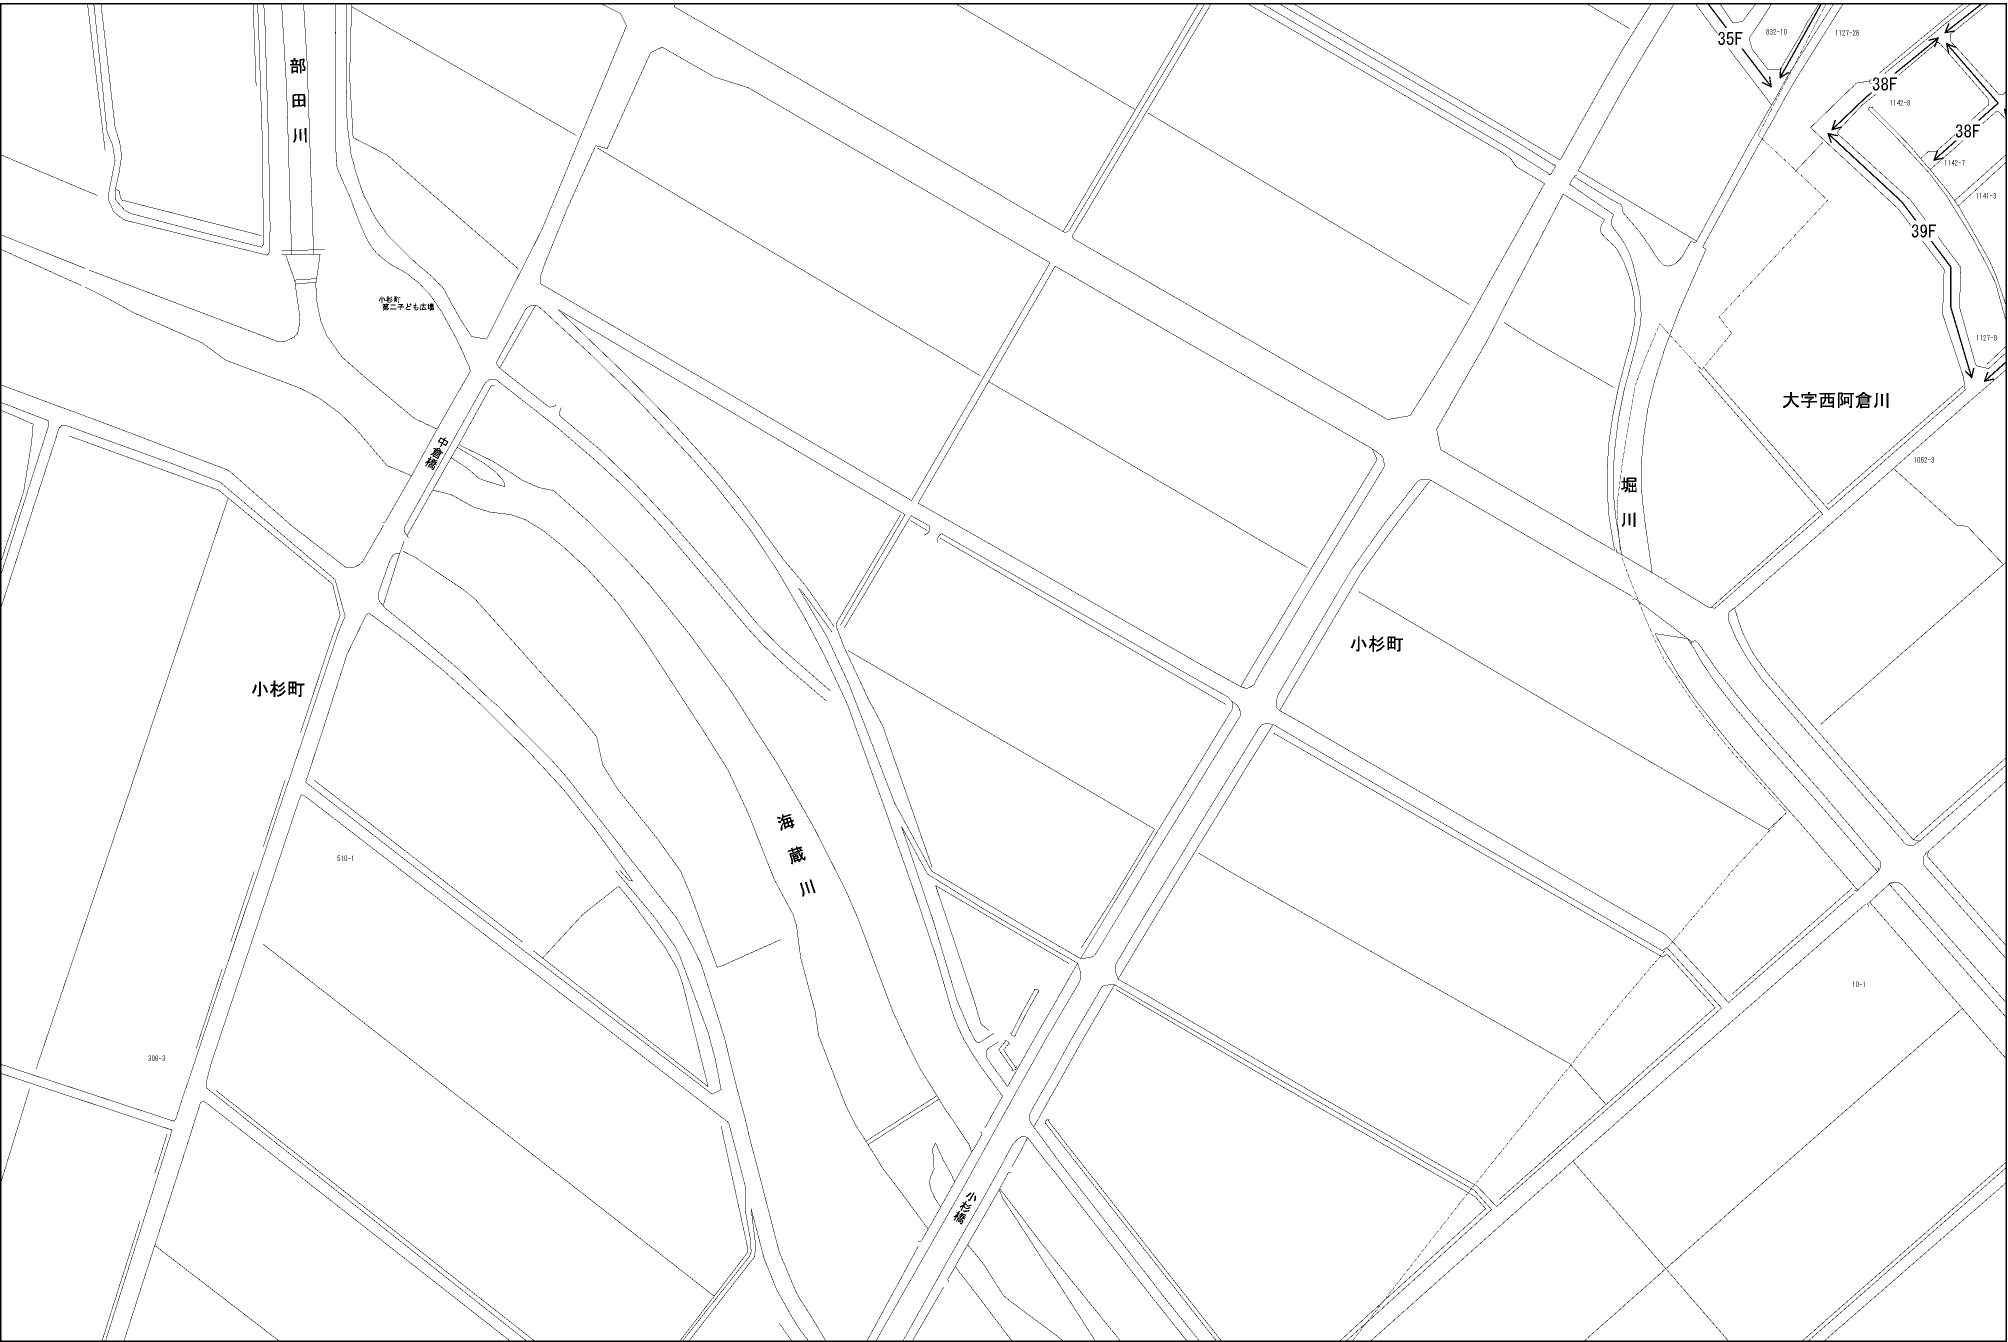 部田川
小杉町
第二子ども広場
中倉橋
35F
832-10
1127-26
38F
1142-8
38F
1142-7
1141-3
39F
1127-9
大字西阿倉川
1062-3
堀川
小杉町
小杉町
海蔵川
510-1
306-3
10-1
小杉橋